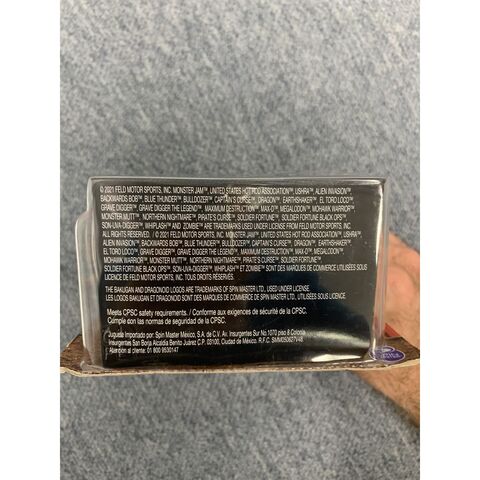 © 2021 FELD MOTOR SPORTS, INC. MONSTER JAM™, UNITED STATES HOT ROD ASSOCIATION™, USHRA™, ALIEN INVASION™,
BACKWARDS BOB™, BLUE THUNDER™, BULLDOZER™, CAPTAIN'S CURSE™, DRAGON™, EARTHSHAKER™, EL TORO LOCO™,
GRAVE DIGGER™, GRAVE DIGGER THE LEGEND™, MAXIMUM DESTRUCTION™, MAX-D™, MEGALODON™, MOHAWK WARRIOR™,
MONSTER MUTT™, NORTHERN NIGHTMARE™, PIRATE'S CURSE™, SOLDIER FORTUNE™, SOLDIER FORTUNE BLACK OPS™,
SON-UVA-DIGGER™, WHIPLASH™ AND ZOMBIE™ ARE TRADEMARKS USED UNDER LICENSE FROM FELD MOTOR SPORTS, INC.
ALL RIGHTS RESERVED. / © 2021 FELD MOTOR SPORTS, INC. MONSTER JAM™, UNITED STATES HOT ROD ASSOCIATION™, USHRA™,
ALIEN INVASION™, BACKWARDS BOB™, BLUE THUNDER™, BULLDOZER™, CAPTAIN'S CURSE™, DRAGON™, EARTHSHAKER™,
EL TORO LOCO™, GRAVE DIGGER™, GRAVE DIGGER THE LEGEND™, MAXIMUM DESTRUCTION™, MAX-D™, MEGALODON™,
MOHAWK WARRIOR™, MONSTER MUTT™, NORTHERN NIGHTMARE™, PIRATE'S CURSE™, SOLDIER FORTUNE™,
SOLDIER FORTUNE BLACK OPS™, SON-UVA-DIGGER™, WHIPLASH™ ET ZOMBIE™ SONT DES MARQUES DE COMMERCE UTILISÉES SOUS
LICENCE DE FELD MOTOR SPORTS, INC. TOUS DROITS RÉSERVÉS.
THE BAKUGAN AND DRAGONOID LOGOS ARE TRADEMARKS OF SPIN MASTER LTD. USED UNDER LICENSE
LES LOGOS BAKUGAN ET DRAGONOID SONT DES MARQUES DE COMMERCE DE SPIN MASTER LTD. UTILISÉES SOUS LICENCE.
Meets CPSC safety requirements. / Conforme aux exigences de sécurité de la CPSC.
Cumple con las normas de seguridad de la CPSC.
Juguete Importado por: Spin Master México, S.A. de C.V. Av. Insurgentes Sur No.1070 piso 8 Colonia
Insurgentes San Borja Alcaldía Benito Juárez C.P. 03100, Ciudad de México. R.F.C. SMM050627V48
Atención al 01 800 9530147